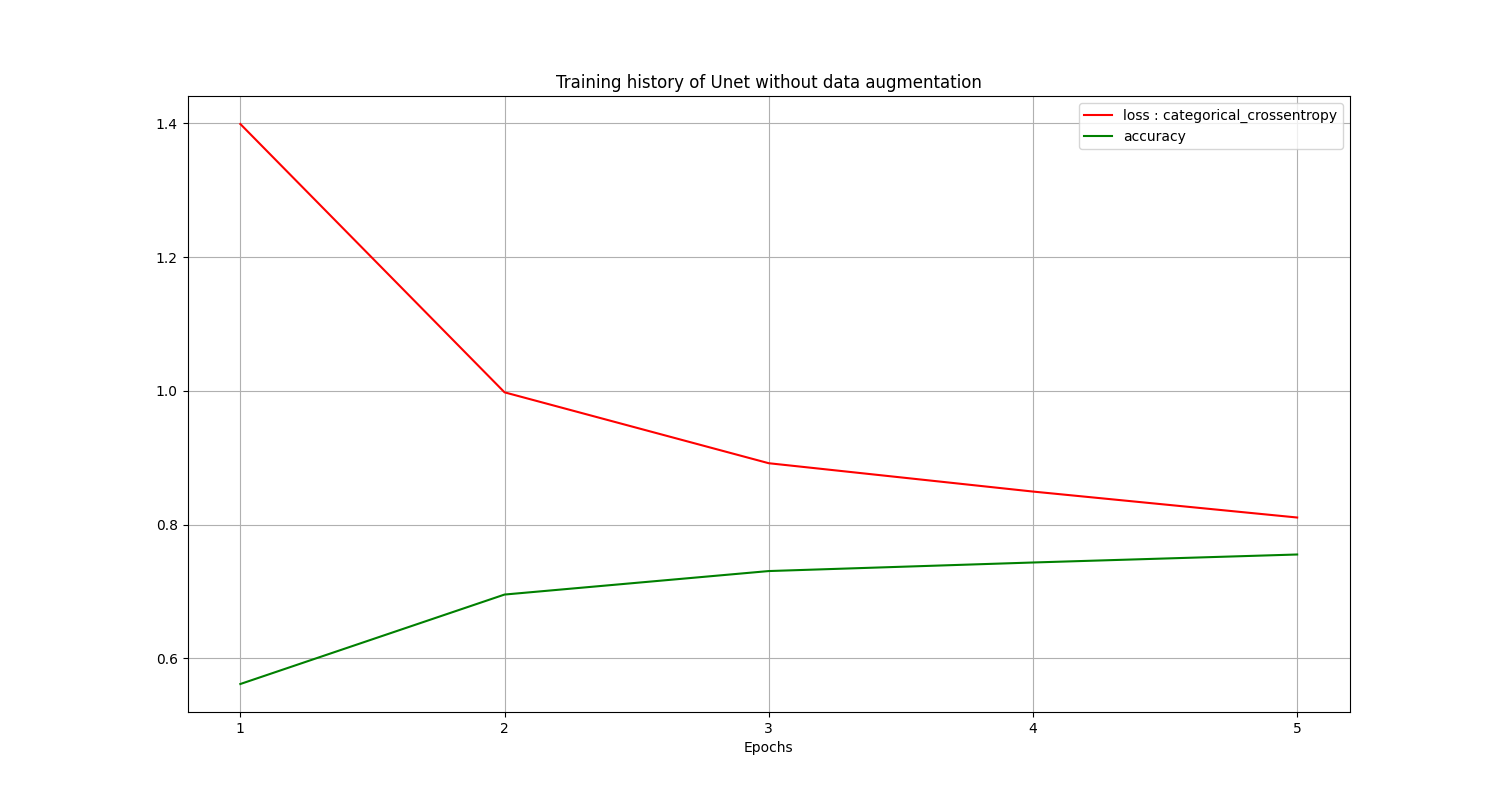 Training history of Unet without data augmentation
loss : categorical_crossentropy
accuracy
1.4
1.2
1.0
0.8
0.6
1 2 3 4 5
Epochs